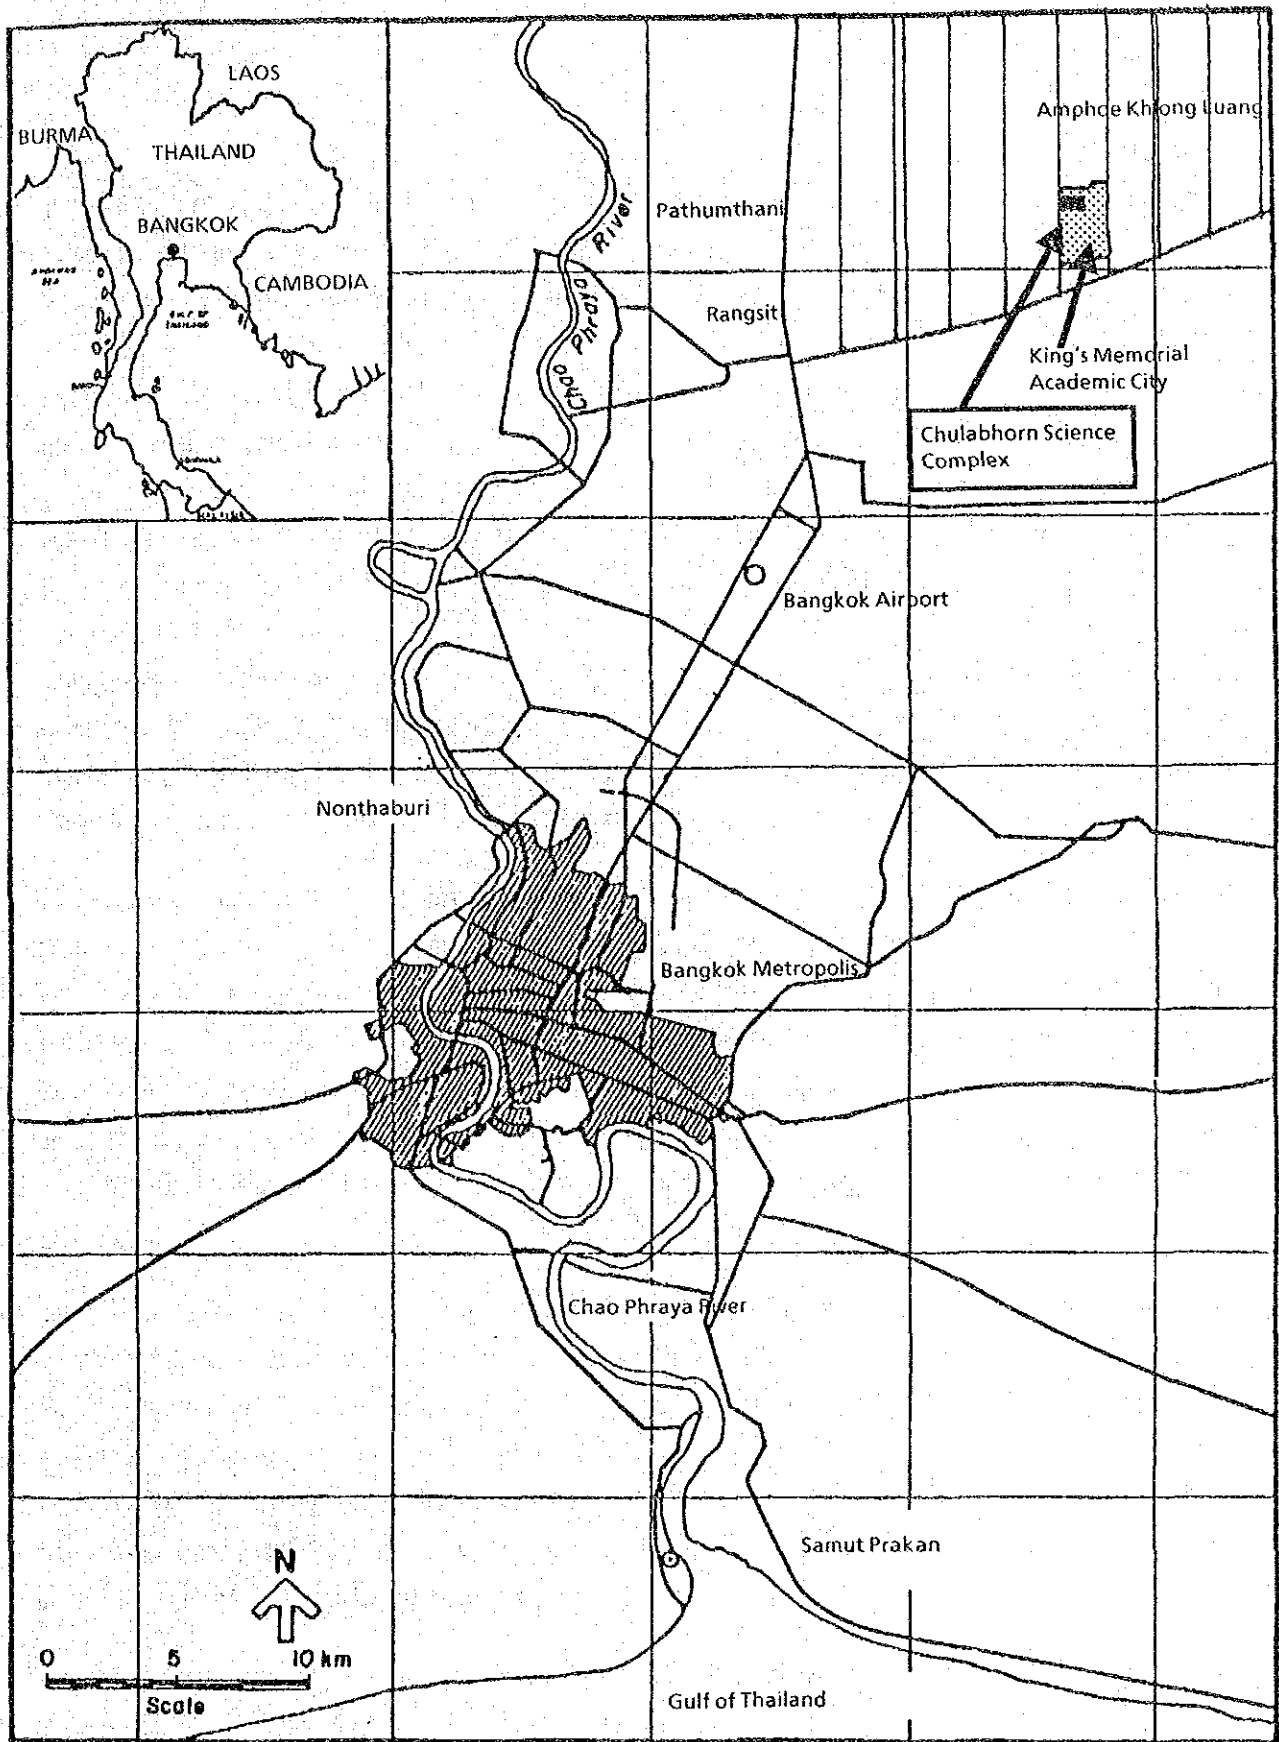 LAOS
BURMA
THAILAND
BANGKOK
CAMBODIA
Amphoe Khlong Luang
Pathumthani
River
Phraya
Chao
Rangsit
King's Memorial
Academic City
Chulabhorn Science
Complex
Bangkok Airport
Nonthaburi
Bangkok Metropolis
Chao Phraya River
Samut Prakan
N
0 5 10 km
Scale
Gulf of Thailand